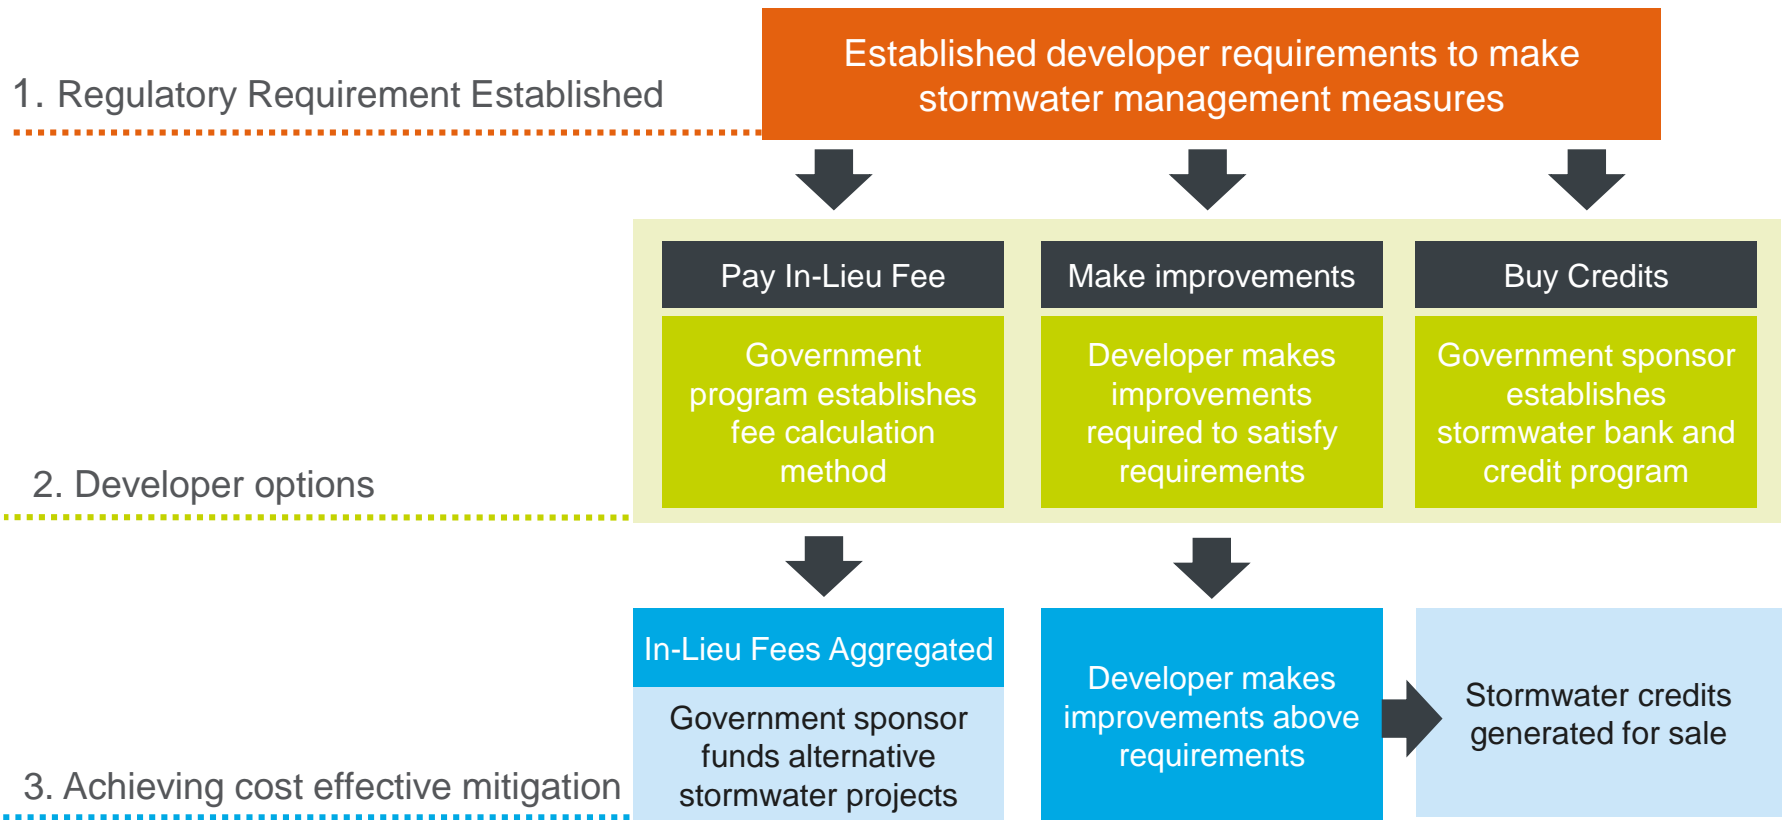 1. Regulatory Requirement Established
Established developer requirements to make
stormwater management measures
2. Developer options
Pay In-Lieu Fee
Government
program establishes
fee calculation
method
Make improvements
Developer makes
improvements
required to satisfy
requirements
Buy Credits
Government sponsor
establishes
stormwater bank and
credit program
3. Achieving cost effective mitigation
In-Lieu Fees Aggregated
Government sponsor
funds alternative
stormwater projects
Developer makes
improvements above
requirements
Stormwater credits
generated for sale